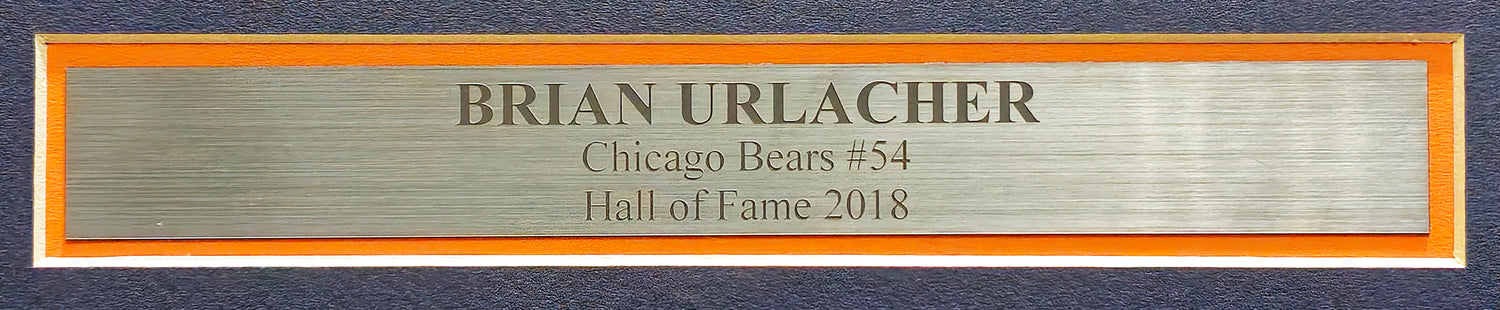 BRIAN URLACHER
Chicago Bears #54
Hall of Fame 2018